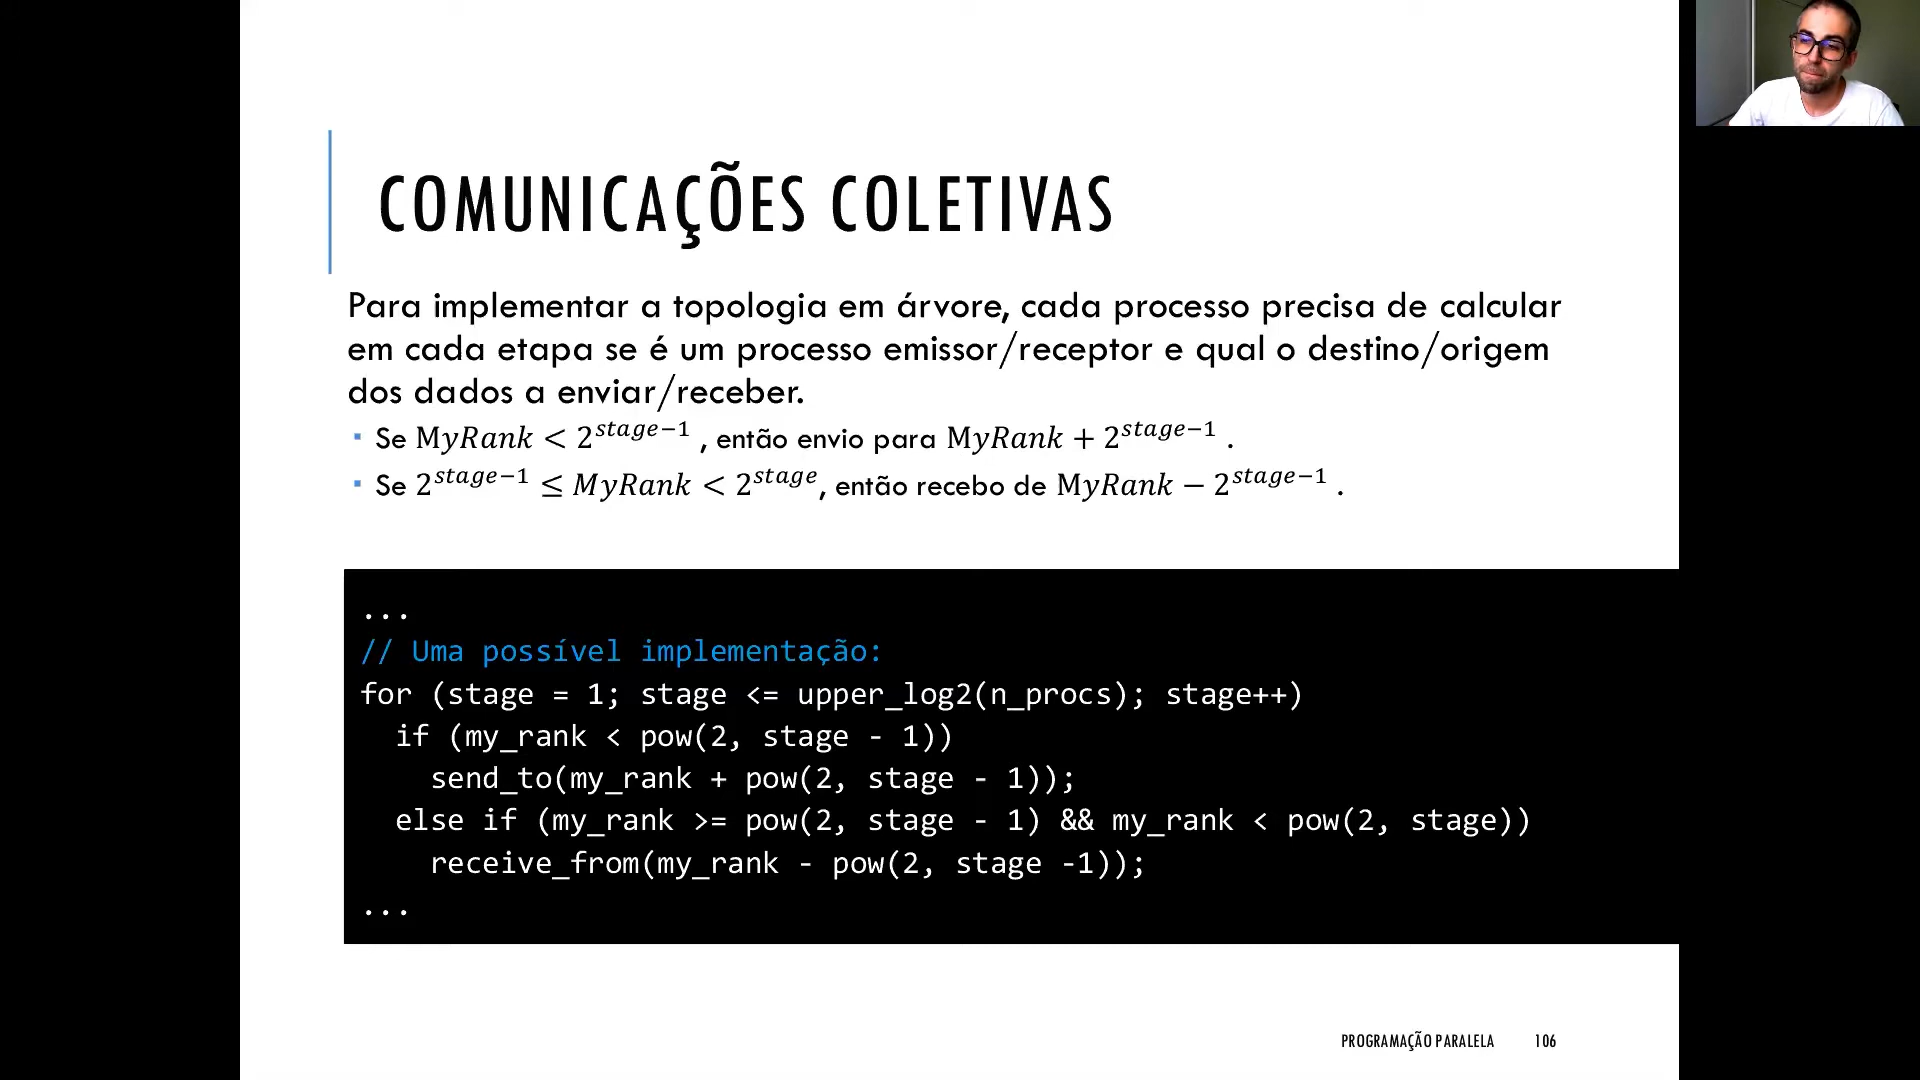 COMUNICAÇÕES COLETIVAS
Para implementar a topologia em árvore, cada processo precisa de calcular
em cada etapa se é um processo emissor/receptor e qual o destino/origem
dos dados a enviar/receber.
▪ Se MyRank < 2^{stage−1} , então envio para MyRank + 2^{stage−1} .
▪ Se 2^{stage−1} ≤ MyRank < 2^{stage}, então recebo de MyRank − 2^{stage−1} .
...
// Uma possível implementação:
for (stage = 1; stage <= upper_log2(n_procs); stage++)
  if (my_rank < pow(2, stage - 1))
    send_to(my_rank + pow(2, stage - 1));
  else if (my_rank >= pow(2, stage - 1) && my_rank < pow(2, stage))
    receive_from(my_rank - pow(2, stage -1));
...
PROGRAMAÇÃO PARALELA 106